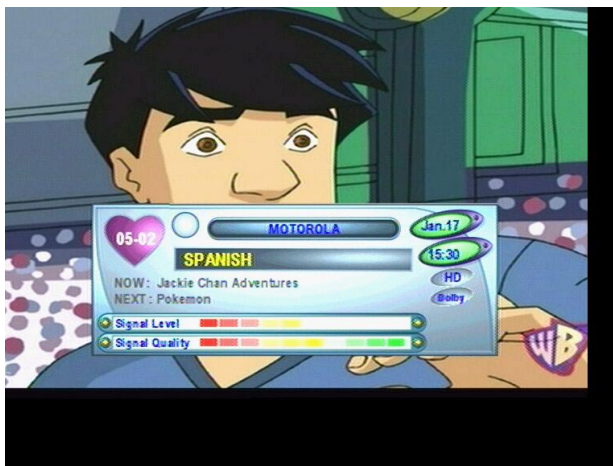 MOTOROLA
Jan.17
05-02
SPANISH
15:30
NOW: Jackie Chan Adventures
HD
NEXT: Pokemon
Dolby
Signal Level
Signal Quality
WB